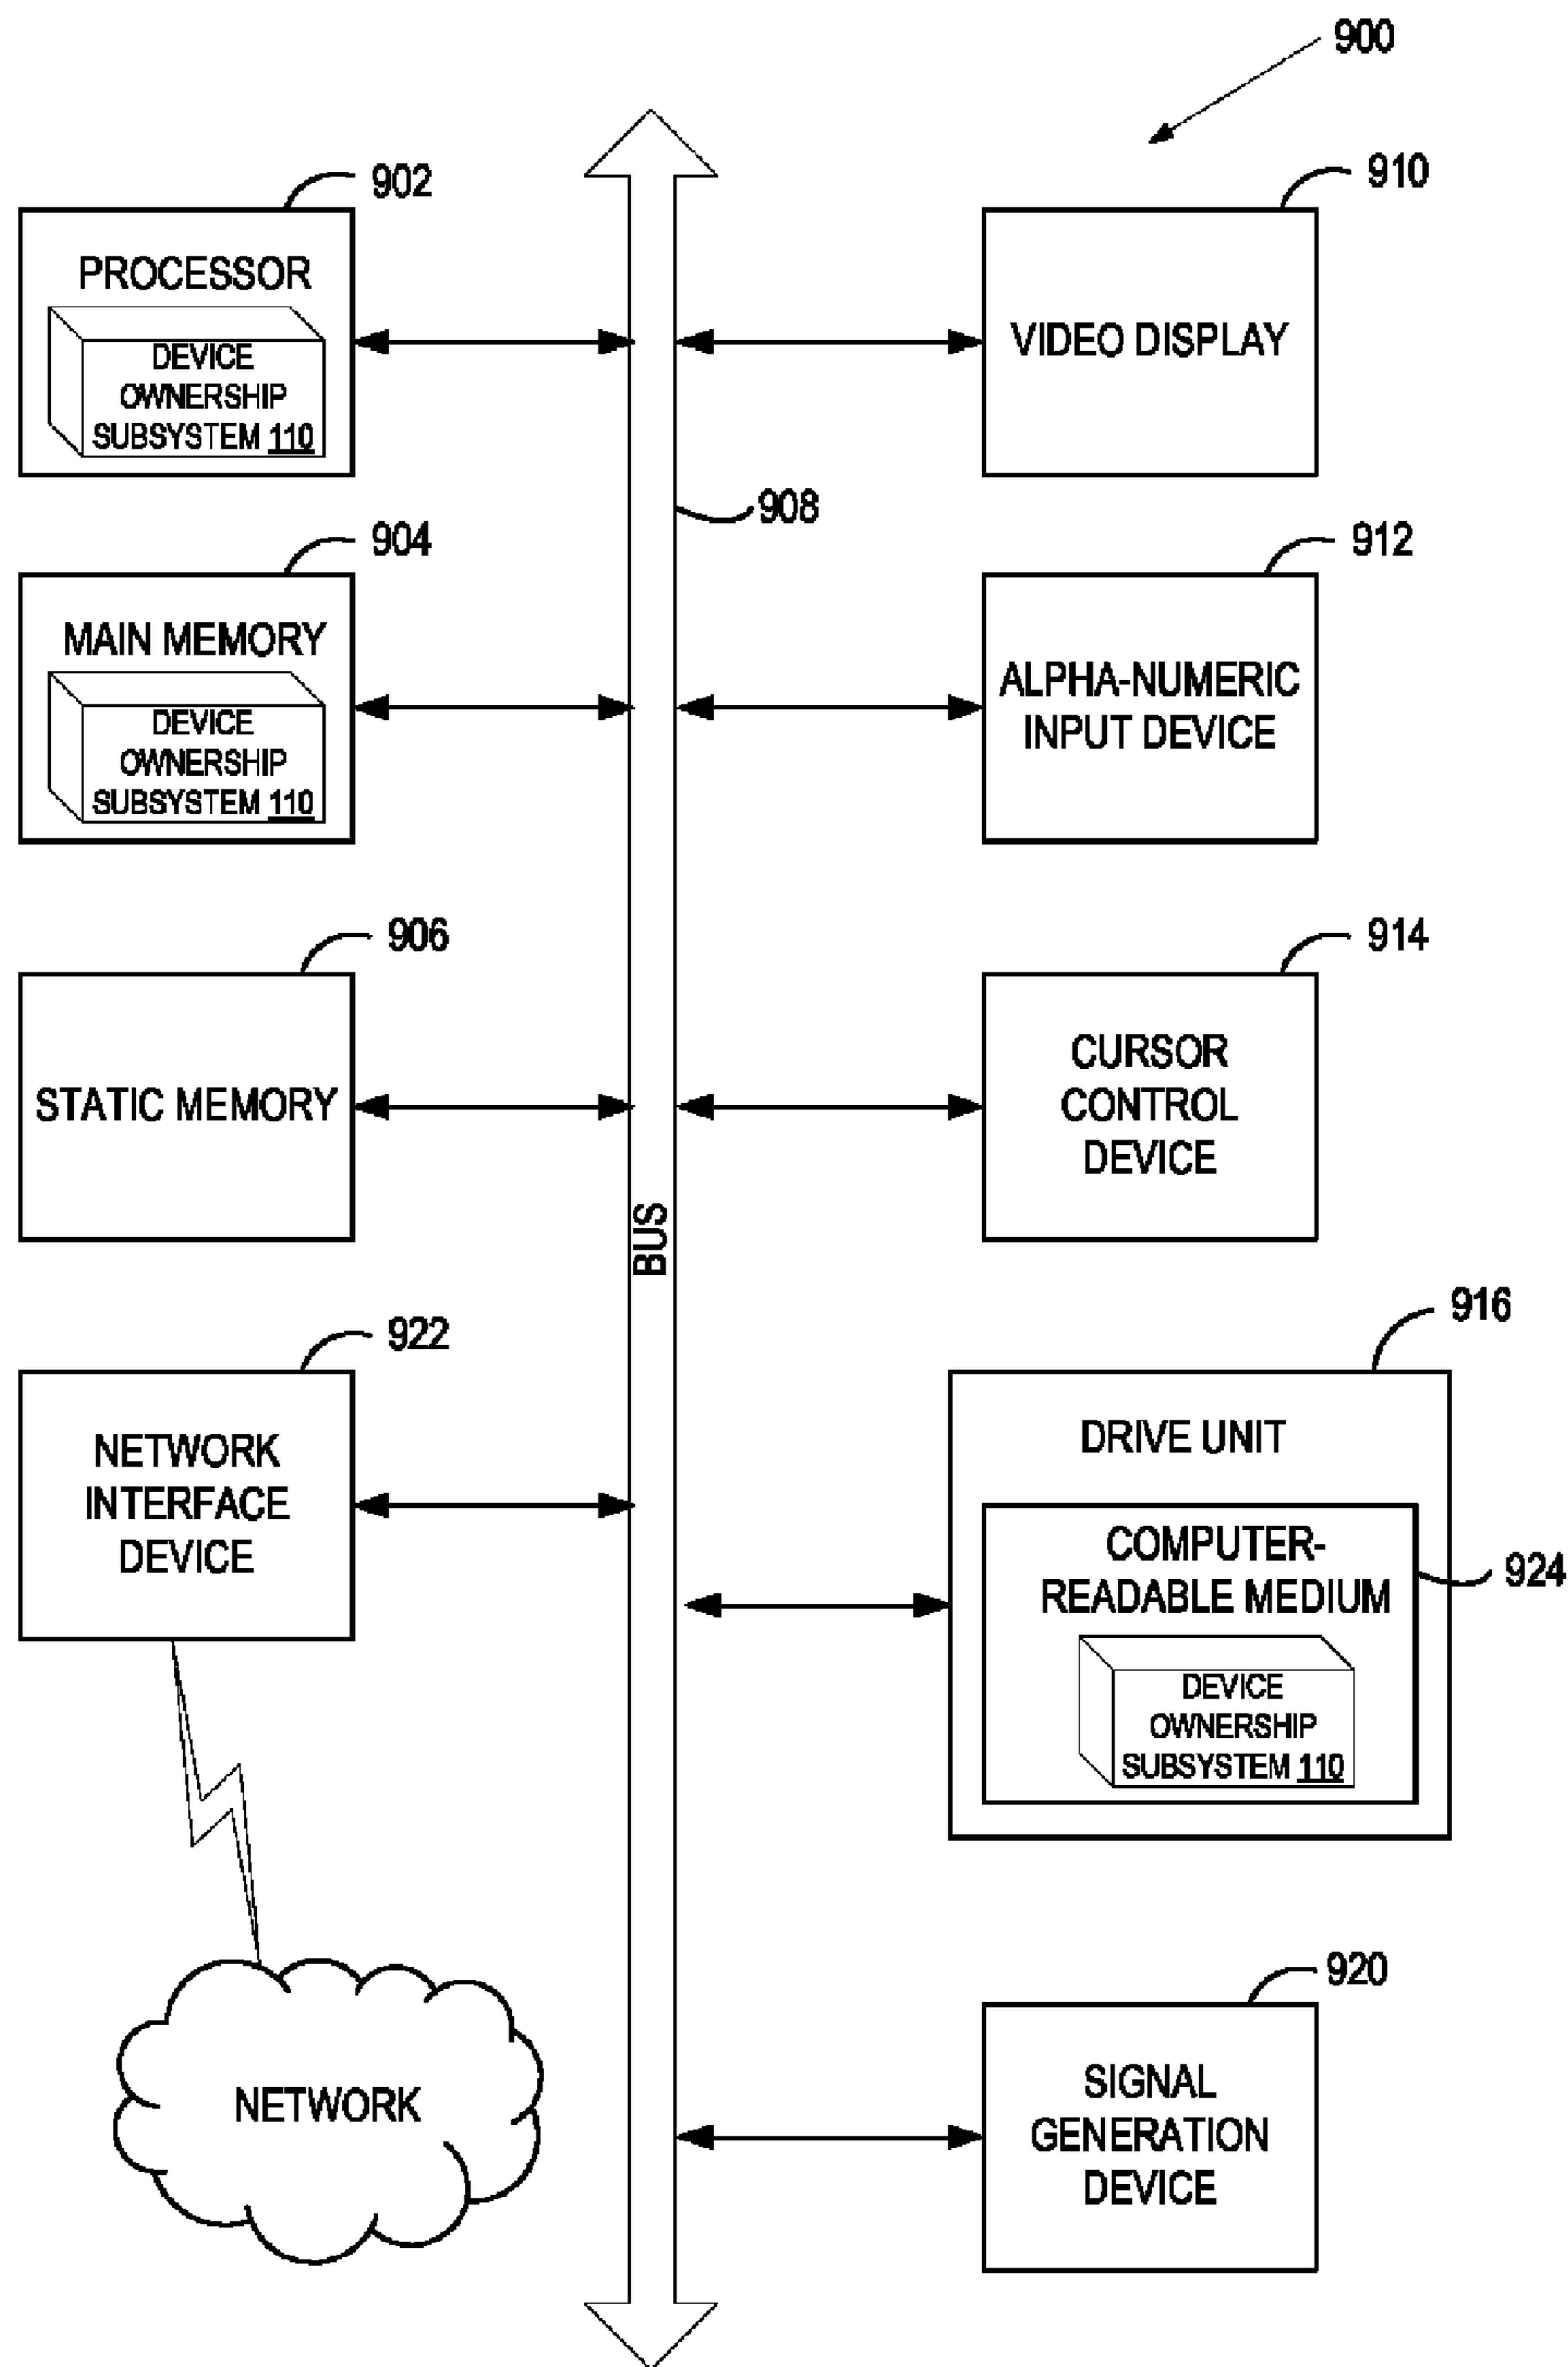 900
902
PROCESSOR
DEVICE
OWNERSHIP
SUBSYSTEM 110
904
MAIN MEMORY
DEVICE
OWNERSHIP
SUBSYSTEM 110
906
STATIC MEMORY
922
NETWORK
INTERFACE
DEVICE
NETWORK
908
BUS
910
VIDEO DISPLAY
912
ALPHA-NUMERIC
INPUT DEVICE
914
CURSOR
CONTROL
DEVICE
916
DRIVE UNIT
924
COMPUTER-
READABLE MEDIUM
DEVICE
OWNERSHIP
SUBSYSTEM 110
920
SIGNAL
GENERATION
DEVICE